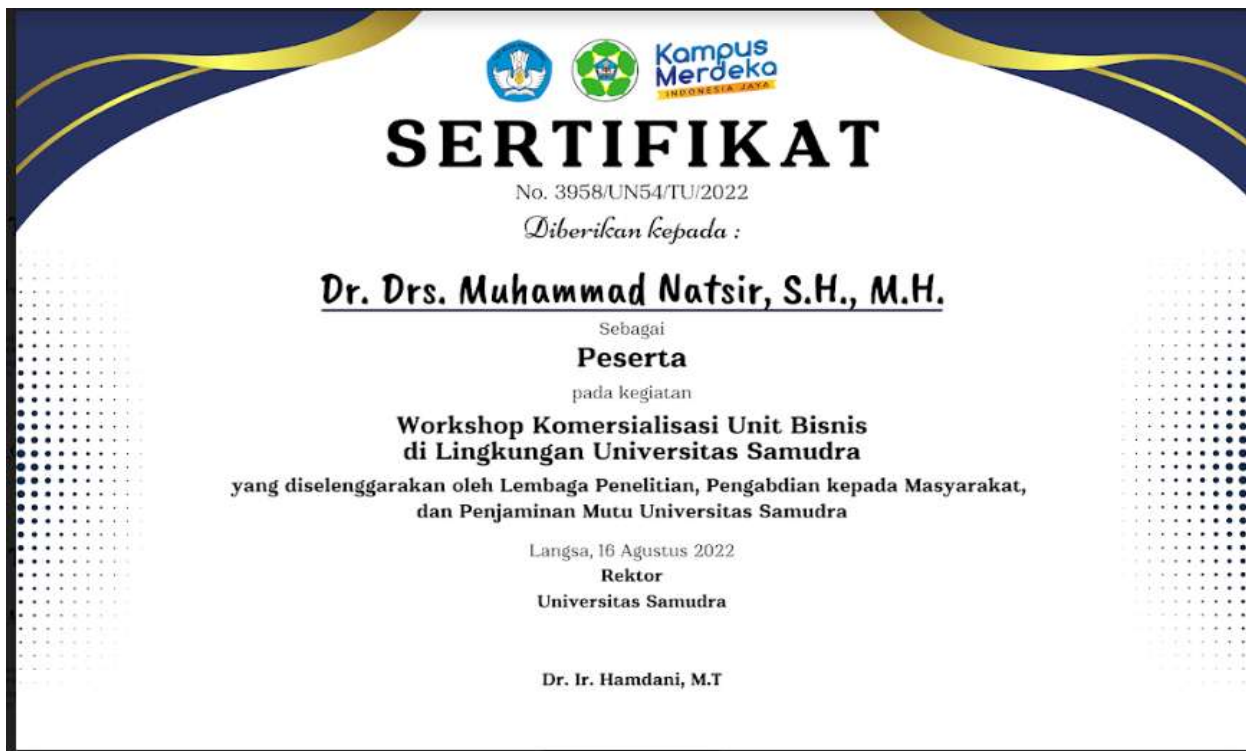 Kampus
Merdeka
INDONESIA JAYA
SERTIFIKAT
No. 3958/UN54/TU/2022
Diberikan kepada :
Dr. Drs. Muhammad Natsir, S.H., M.H.
Sebagai
Peserta
pada kegiatan
Workshop Komersialisasi Unit Bisnis
di Lingkungan Universitas Samudra
yang diselenggarakan oleh Lembaga Penelitian, Pengabdian kepada Masyarakat,
dan Penjaminan Mutu Universitas Samudra
Langsa, 16 Agustus 2022
Rektor
Universitas Samudra
Dr. Ir. Hamdani, M.T